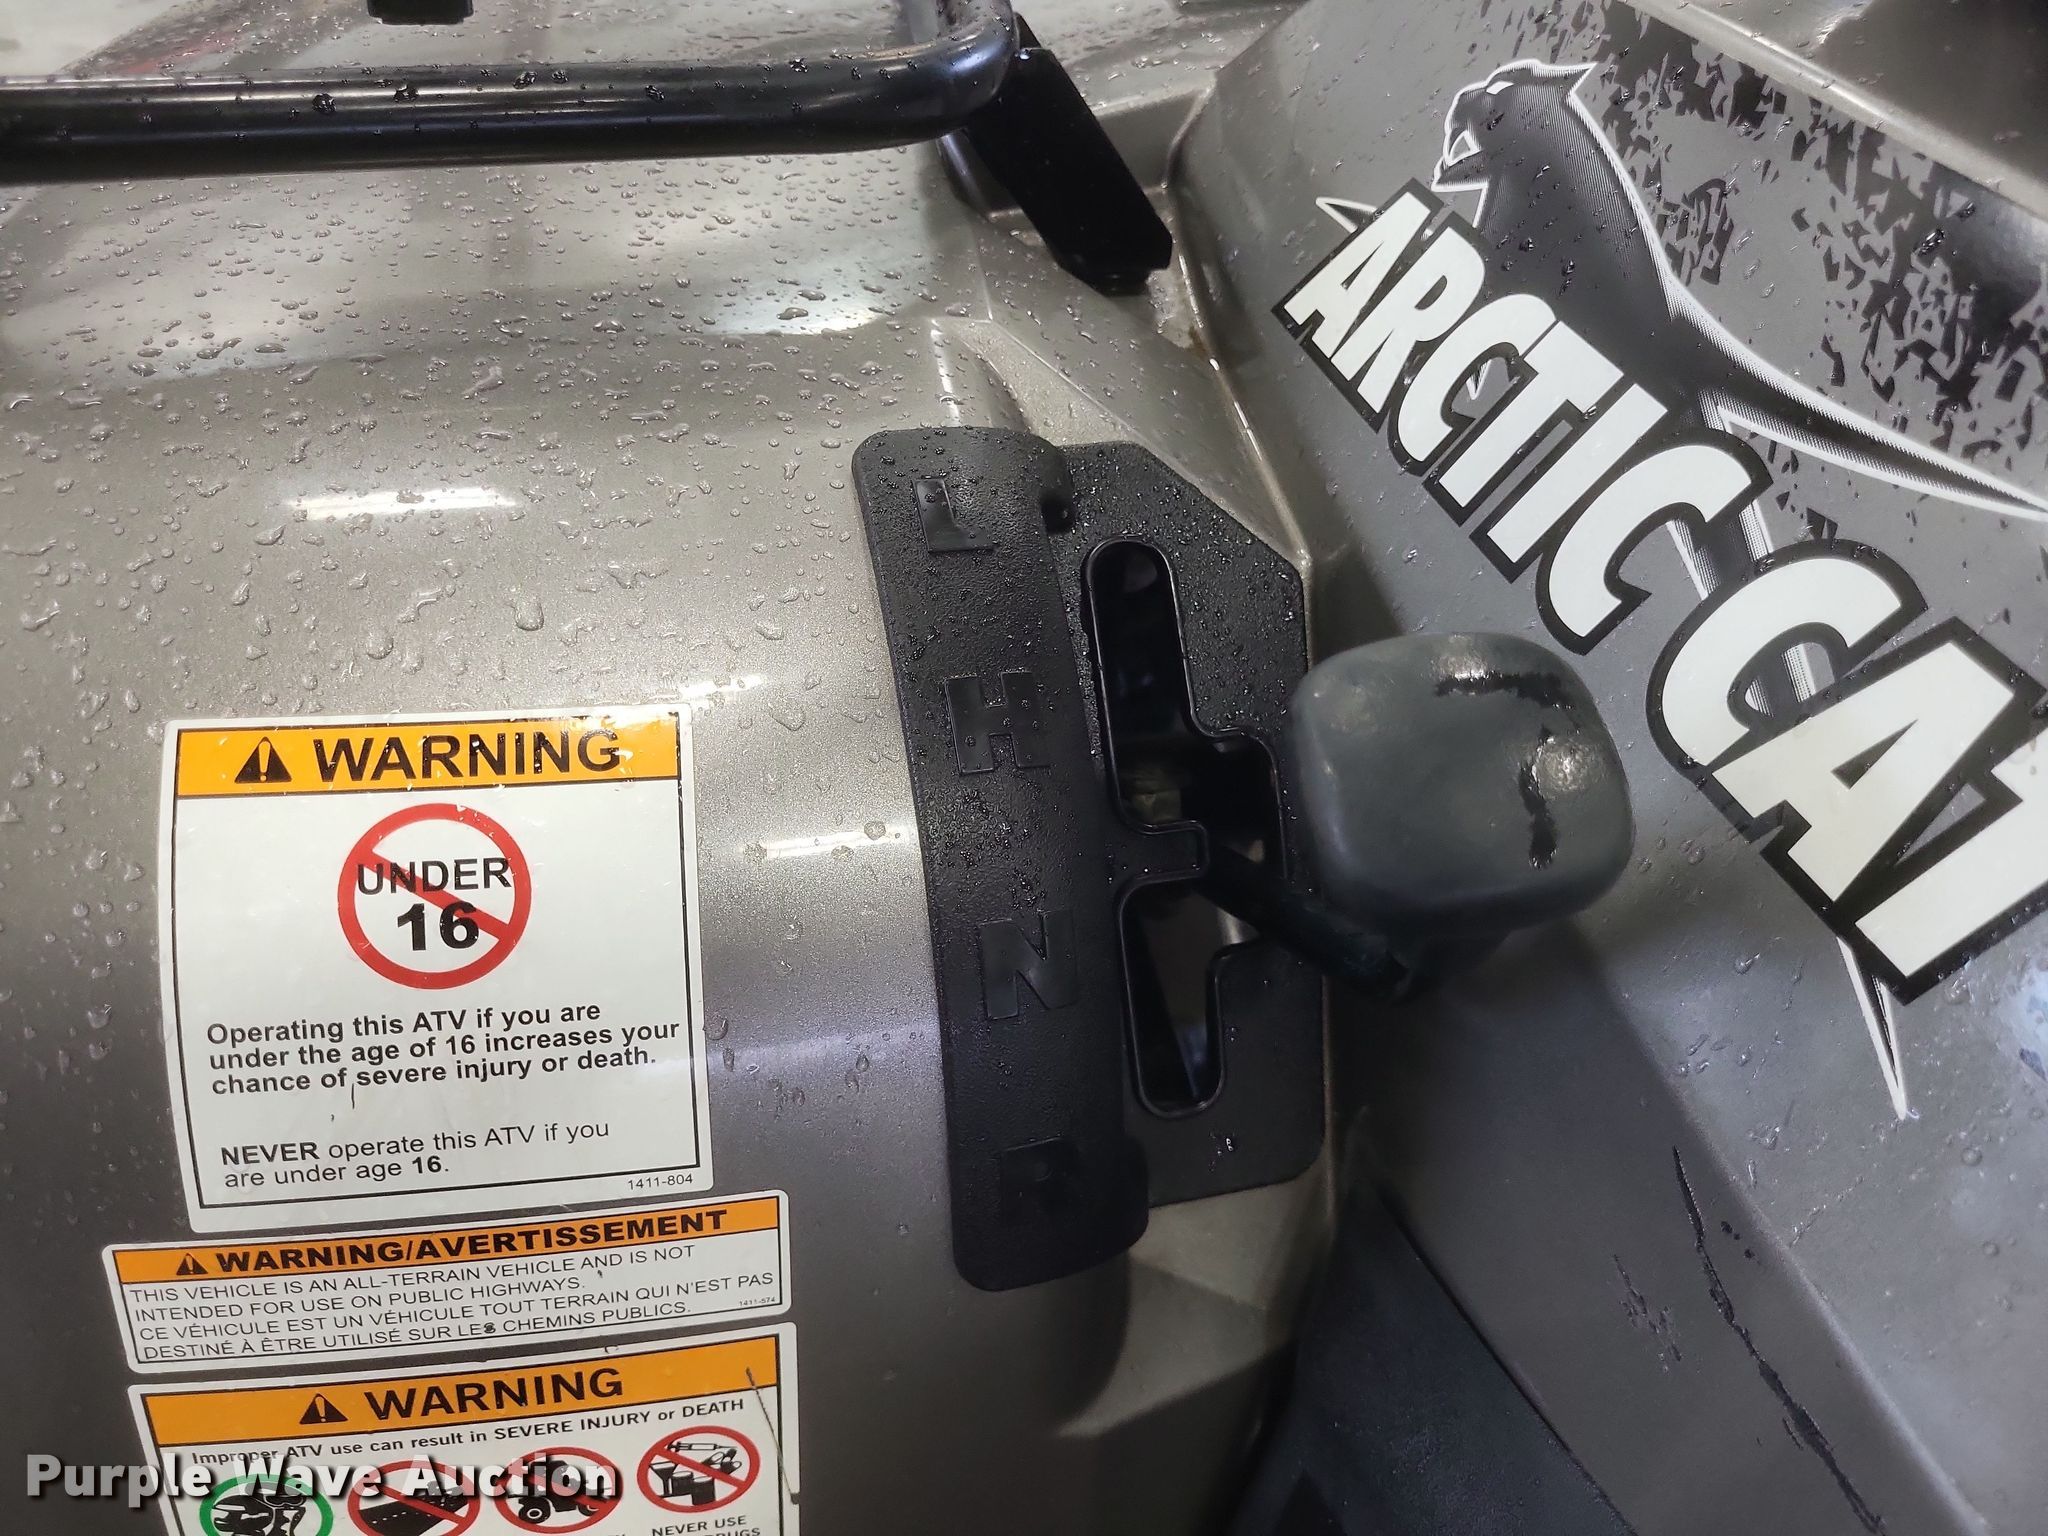 ARCTIC CAT
L
H
N
R
WARNING
UNDER
16
Operating this ATV if you are
under the age of 16 increases your
chance of severe injury or death.
NEVER operate this ATV if you
are under age 16.
1411-804
WARNING/AVERTISSEMENT
THIS VEHICLE IS AN ALL-TERRAIN VEHICLE AND IS NOT
INTENDED FOR USE ON PUBLIC HIGHWAYS.
CE VÉHICULE EST UN VÉHICULE TOUT TERRAIN QUI N'EST PAS
DESTINÉ À ÊTRE UTILISÉ SUR LES CHEMINS PUBLICS.
1411-574
WARNING
Improper ATV use can result in SEVERE INJURY or DEATH
NEVER USE
Purple Wave Auction